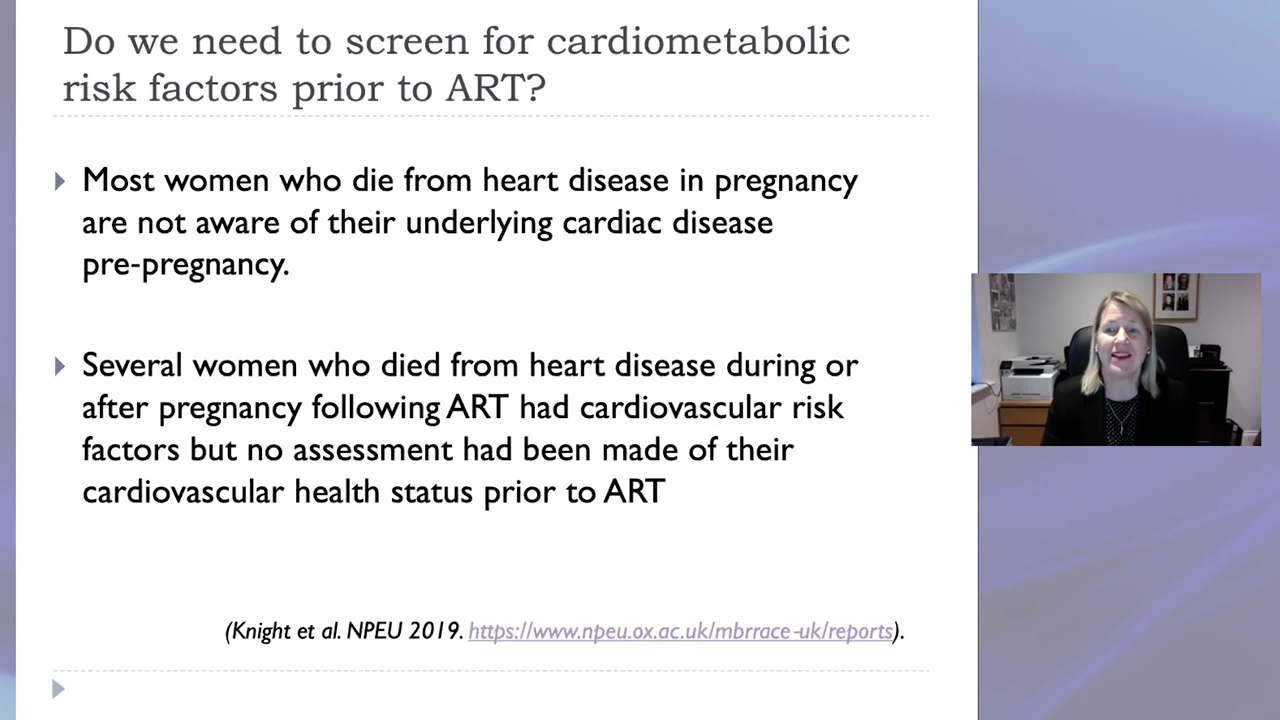 Do we need to screen for cardiometabolic
risk factors prior to ART?
Most women who die from heart disease in pregnancy
are not aware of their underlying cardiac disease
pre-pregnancy.
Several women who died from heart disease during or
after pregnancy following ART had cardiovascular risk
factors but no assessment had been made of their
cardiovascular health status prior to ART
(Knight et al. NPEU 2019. https://www.npeu.ox.ac.uk/mbrrace-uk/reports).